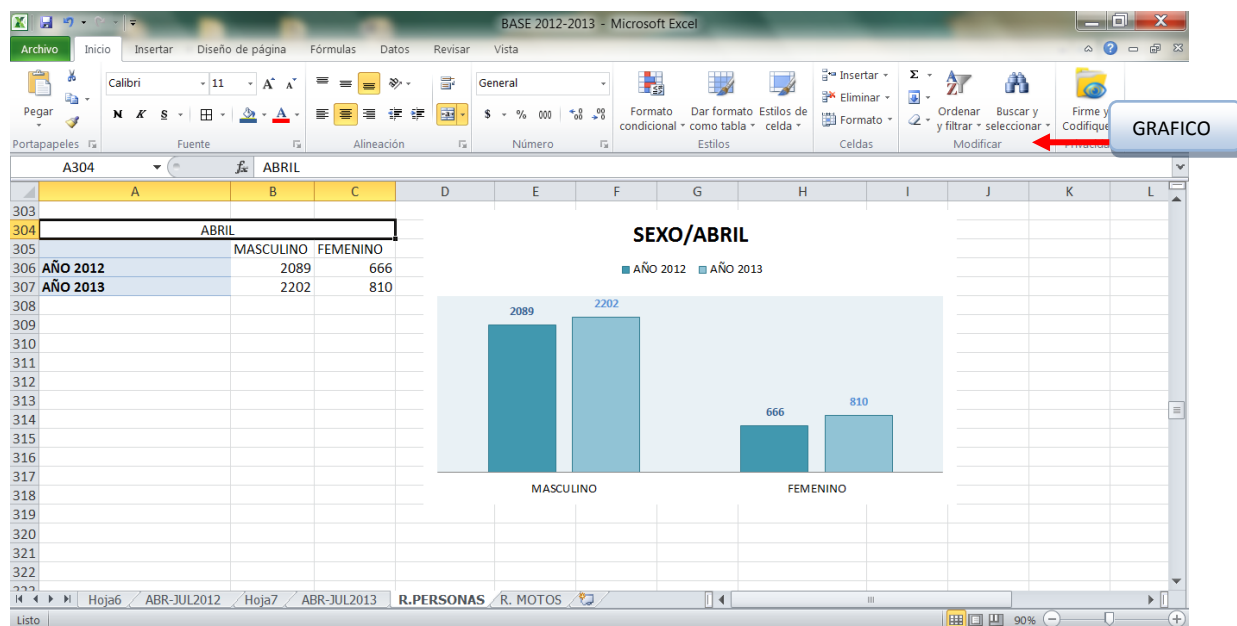 BASE 2012-2013 - Microsoft Excel
Archivo Inicio Insertar Diseño de página Fórmulas Datos Revisar Vista
Pegar
Calibri 11 A A
N K S A
General
$ % 000
Formato condicional
Dar formato como tabla
Estilos de celda
Insertar
Eliminar
Formato
Σ
Ordenar y filtrar
Buscar y seleccionar
Firme y
Codifique
Portapapeles Fuente Alineación Número Estilos Celdas Modificar
GRAFICO
A304 fx ABRIL
A B C D E F G H I J K L
303
304 ABRIL
305 MASCULINO FEMENINO
306 AÑO 2012 2089 666
307 AÑO 2013 2202 810
308
309
310
311
312
313
314
315
316
317
318
319
320
321
322
SEXO/ABRIL
AÑO 2012 AÑO 2013
2089 2202
666 810
MASCULINO FEMENINO
Hoja6 ABR-JUL2012 Hoja7 ABR-JUL2013 R.PERSONAS R. MOTOS
Listo 90%